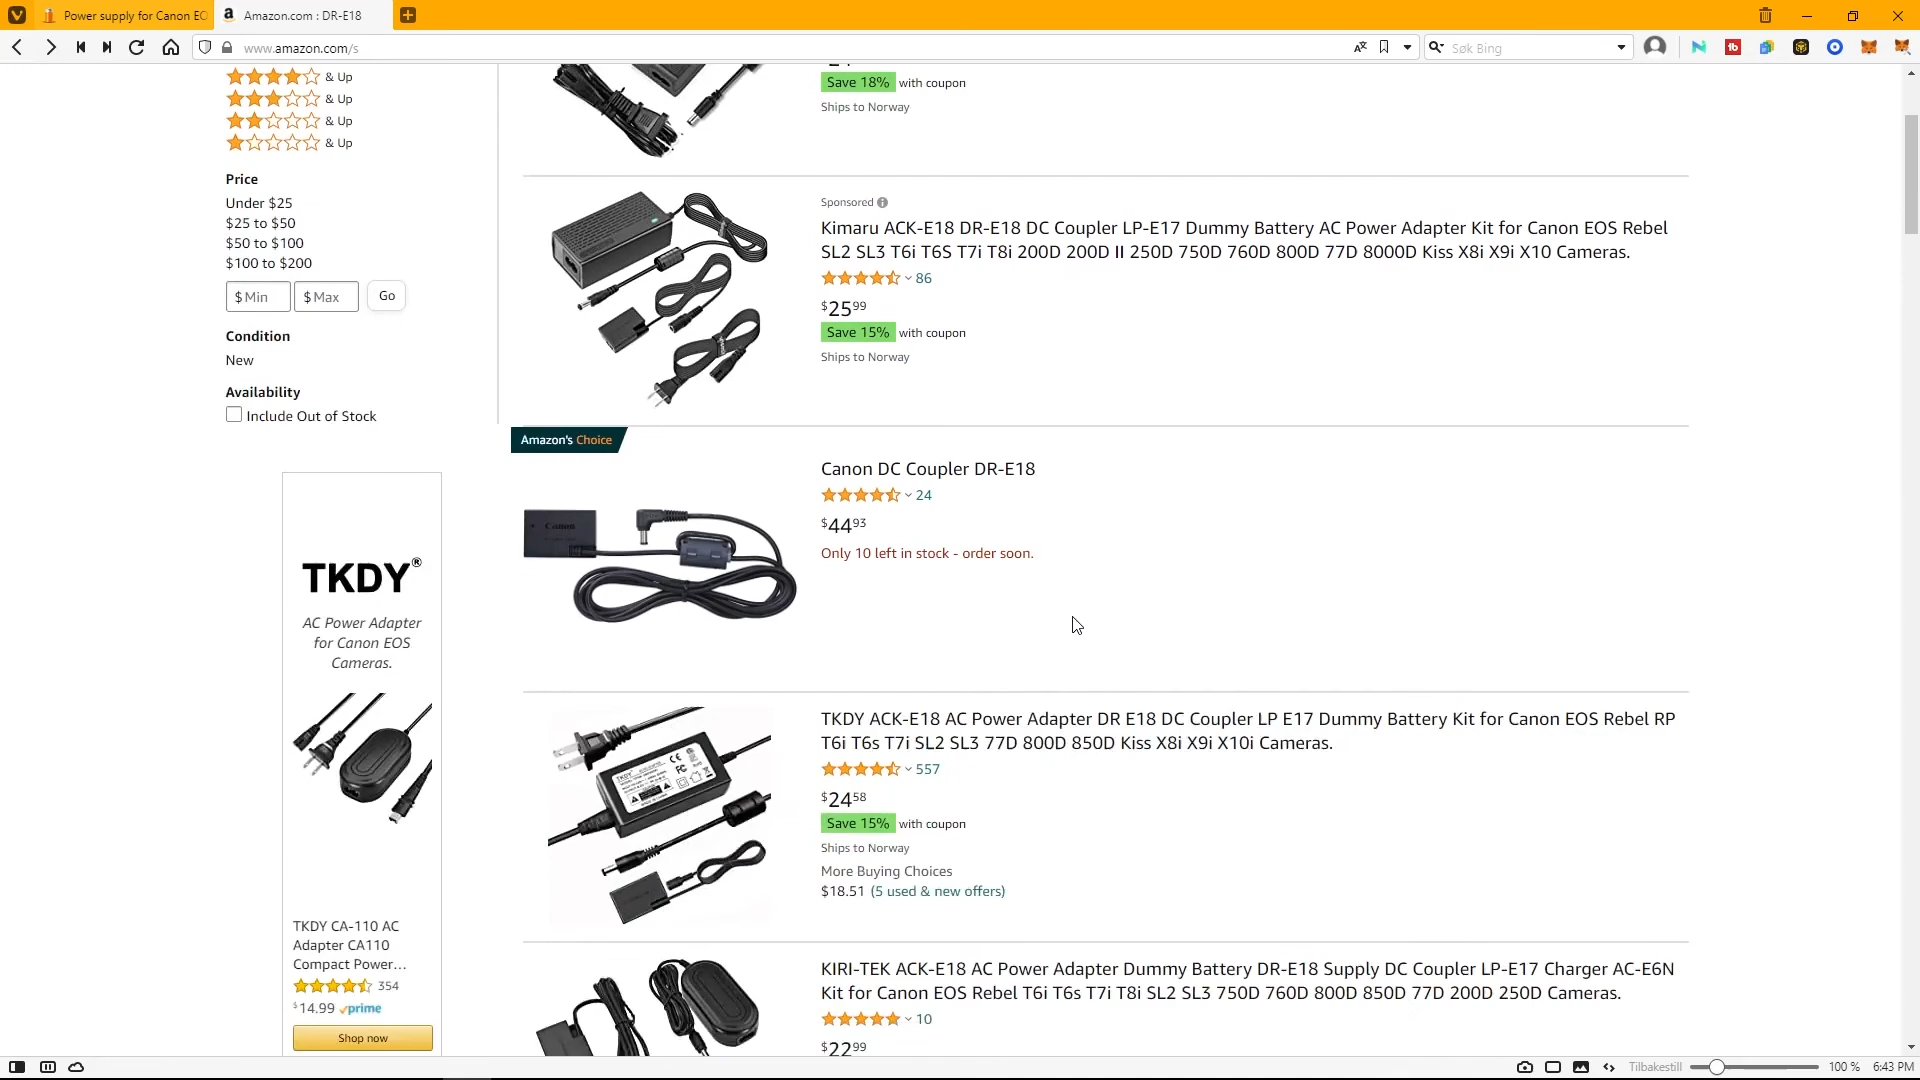 Power supply for Canon EO
Amazon.com : DR-E18
www.amazon.com/s
Søk Bing
& Up
& Up
& Up
& Up
Price
Under $25
$25 to $50
$50 to $100
$100 to $200
$ Min
$ Max
Go
Condition
New
Availability
Include Out of Stock
TKDY®
AC Power Adapter
for Canon EOS
Cameras.
TKDY CA-110 AC
Adapter CA110
Compact Power...
354
$14.99 prime
Shop now
Save 18% with coupon
Ships to Norway
Sponsored
Kimaru ACK-E18 DR-E18 DC Coupler LP-E17 Dummy Battery AC Power Adapter Kit for Canon EOS Rebel
SL2 SL3 T6i T6S T7i T8i 200D 200D II 250D 750D 760D 800D 77D 8000D Kiss X8i X9i X10 Cameras.
86
$25.99
Save 15% with coupon
Ships to Norway
Amazon's Choice
Canon
Canon DC Coupler DR-E18
24
$44.93
Only 10 left in stock - order soon.
TKDY
TKDY ACK-E18 AC Power Adapter DR E18 DC Coupler LP E17 Dummy Battery Kit for Canon EOS Rebel RP
T6i T6s T7i SL2 SL3 77D 800D 850D Kiss X8i X9i X10i Cameras.
557
$24.58
Save 15% with coupon
Ships to Norway
More Buying Choices
$18.51 (5 used & new offers)
KIRI-TEK ACK-E18 AC Power Adapter Dummy Battery DR-E18 Supply DC Coupler LP-E17 Charger AC-E6N
Kit for Canon EOS Rebel T6i T6s T7i T8i SL2 SL3 750D 760D 800D 850D 77D 200D 250D Cameras.
10
$22.99
Tilbakestill
100 %
6:43 PM